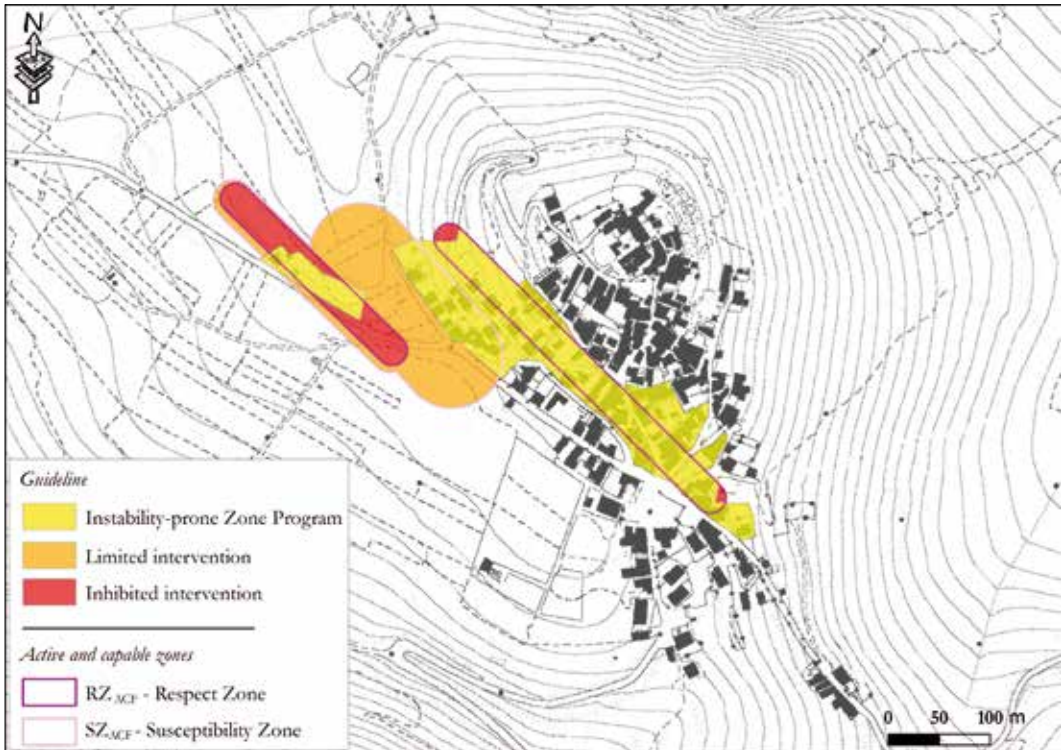 N
Guideline
Instability-prone Zone Program
Limited intervention
Inhibited intervention
Active and capable zones
RZ ACF - Respect Zone
SZ ACF - Susceptibility Zone
0 50 100 m